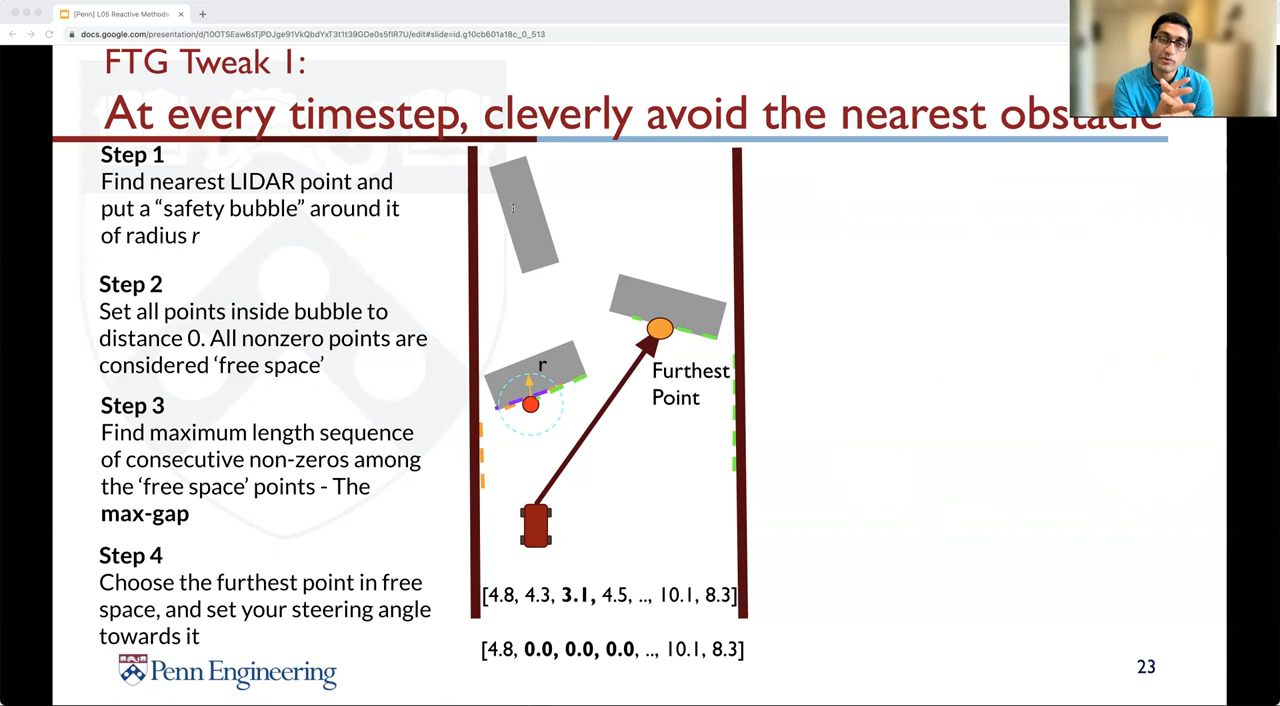 [Penn] L05 Reactive Methods
docs.google.com/presentation/d/10OTSEaw6sTjPDJge91VkQbdYxT3t1t39GDe0s5fIR7U/edit#slide=id.g10cb601a18c_0_513
FTG Tweak 1:
At every timestep, cleverly avoid the nearest obstacle
Step 1
Find nearest LIDAR point and
put a “safety bubble” around it
of radius r
Step 2
Set all points inside bubble to
distance 0. All nonzero points are
considered ‘free space’
Step 3
Find maximum length sequence
of consecutive non-zeros among
the ‘free space’ points - The
max-gap
Step 4
Choose the furthest point in free
space, and set your steering angle
towards it
r
Furthest
Point
[4.8, 4.3, 3.1, 4.5, .., 10.1, 8.3]
[4.8, 0.0, 0.0, 0.0, .., 10.1, 8.3]
Penn Engineering
23